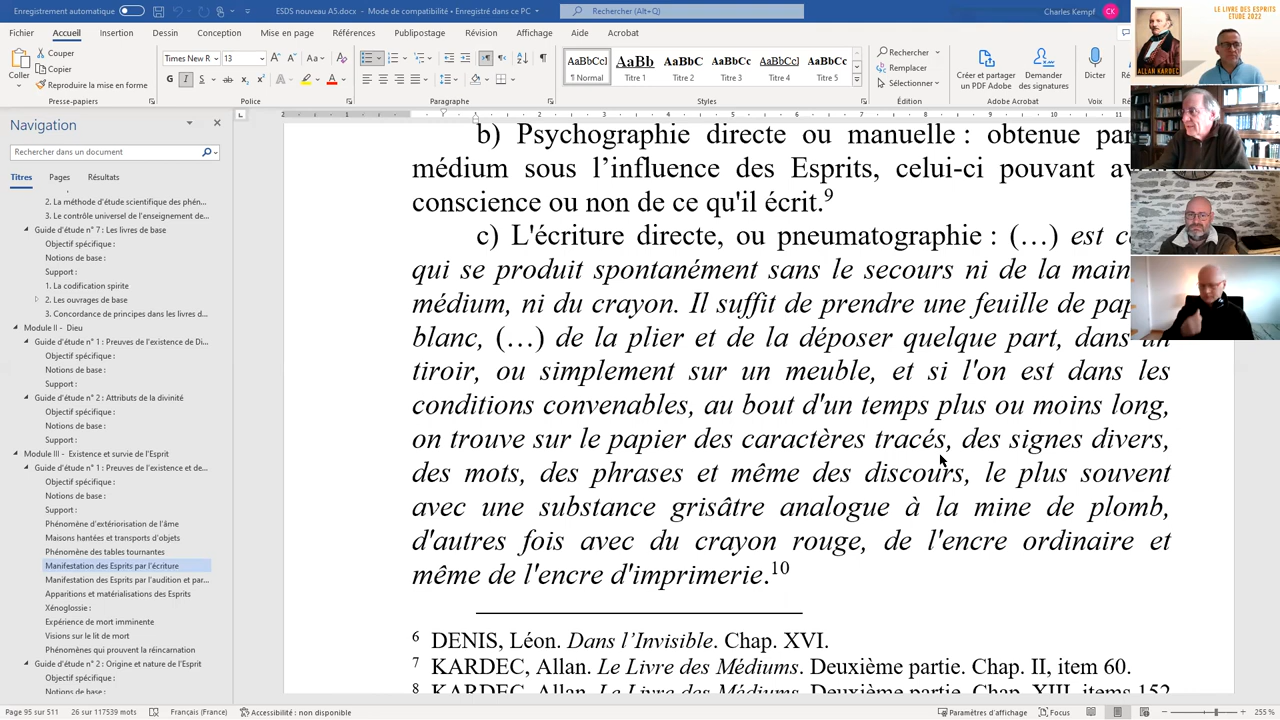 Enregistrement automatique
ESDS nouveau A5.docx - Mode de compatibilité • Enregistré dans ce PC
Rechercher (Alt+Q)
Charles Kempf
CK
LE LIVRE DES ESPRITS
ETUDE 2022
ALLAN KARDEC
Fichier Accueil Insertion Dessin Conception Mise en page Références Publipostage Révision Affichage Aide Acrobat
Coller
Couper
Copier
Reproduire la mise en forme
Presse-papiers
Times New R 13
Police
Paragraphe
AaBbCcI ¶ Normal
AaBb Titre 1
AaBbCc Titre 2
AaBbCc Titre 3
AaBbCcI Titre 4
AaBbCc Titre 5
Styles
Rechercher
Remplacer
Sélectionner
Édition
Créer et partager un PDF Adobe
Demander des signatures
Adobe Acrobat
Dicter
Voix
Navigation
Rechercher dans un document
Titres Pages Résultats
2. La méthode d'étude scientifique des phén...
3. Le contrôle universel de l'enseignement de...
Guide d'étude n° 7 : Les livres de base
Objectif spécifique :
Notions de base :
Support :
1. La codification spirite
2. Les ouvrages de base
3. Concordance de principes dans les livres d...
Module II - Dieu
Guide d'étude n° 1 : Preuves de l'existence de Di...
Objectif spécifique :
Notions de base :
Support :
Guide d'étude n° 2 : Attributs de la divinité
Objectif spécifique :
Notions de base :
Support :
Module III - Existence et survie de l'Esprit
Guide d'étude n° 1 : Preuves de l'existence et de...
Objectif spécifique :
Notions de base :
Support :
Phénomène d'extériorisation de l'âme
Maisons hantées et transports d'objets
Phénomène des tables tournantes
Manifestation des Esprits par l'écriture
Manifestation des Esprits par l'audition et par...
Apparitions et matérialisations des Esprits
Xénoglossie :
Expérience de mort imminente
Visions sur le lit de mort
Phénomènes qui prouvent la réincarnation
Guide d'étude n° 2 : Origine et nature de l'Esprit
Objectif spécifique :
Notions de base :
b) Psychographie directe ou manuelle : obtenue par
médium sous l’influence des Esprits, celui-ci pouvant
conscience ou non de ce qu'il écrit.9
c) L'écriture directe, ou pneumatographie : (…) est
qui se produit spontanément sans le secours ni de la main
médium, ni du crayon. Il suffit de prendre une feuille de
blanc, (…) de la plier et de la déposer quelque part, dans un
tiroir, ou simplement sur un meuble, et si l'on est dans les
conditions convenables, au bout d'un temps plus ou moins long,
on trouve sur le papier des caractères tracés, des signes divers,
des mots, des phrases et même des discours, le plus souvent
avec une substance grisâtre analogue à la mine de plomb,
d'autres fois avec du crayon rouge, de l'encre ordinaire et
même de l'encre d'imprimerie.10
6 DENIS, Léon. Dans l’Invisible. Chap. XVI.
7 KARDEC, Allan. Le Livre des Médiums. Deuxième partie. Chap. II, item 60.
8 KARDEC, Allan. Le Livre des Médiums. Deuxième partie. Chap. XIII, items 152
Page 95 sur 511 26 sur 117539 mots Français (France) Accessibilité : non disponible Paramètres d'affichage Focus 255 %